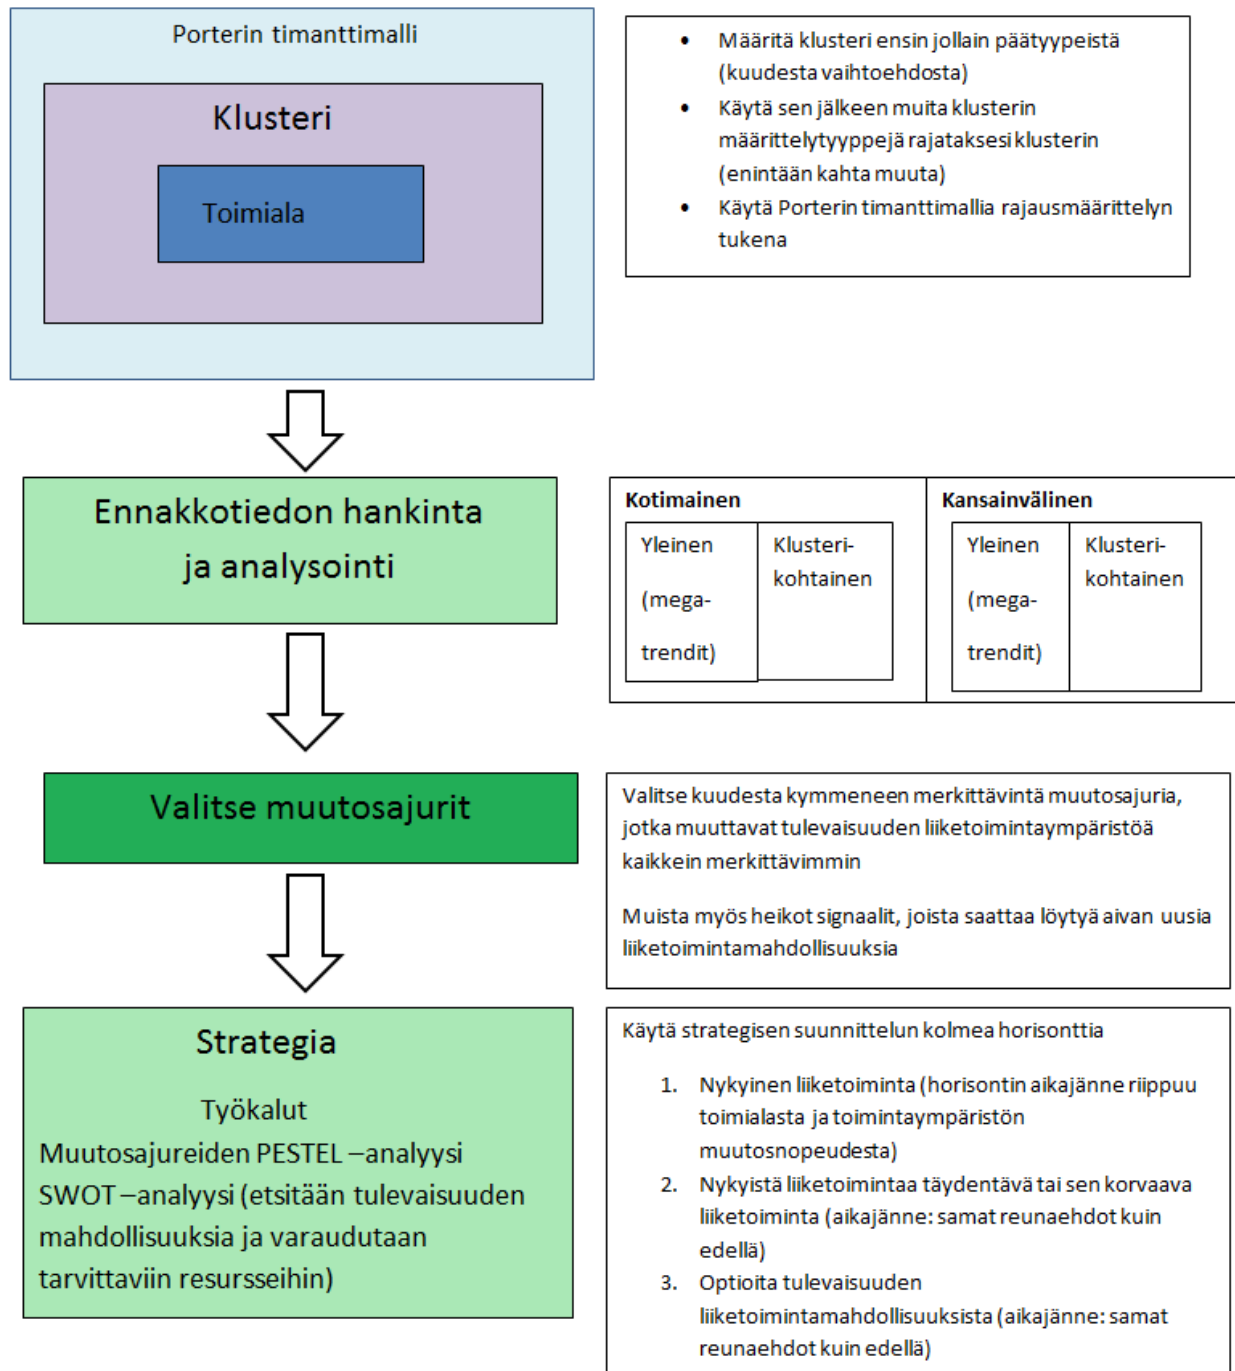 Porterin timanttimalli
Klusteri
Toimiala
• Määritä klusteri ensin jollain päätyypeistä
(kuudesta vaihtoehdosta)
• Käytä sen jälkeen muita klusterin
määrittelytyyppejä rajataksesi klusterin
(enintään kahta muuta)
• Käytä Porterin timanttimallia rajausmäärittelyn
tukena
Ennakkotiedon hankinta
ja analysointi
Kotimainen
Yleinen
(mega-
trendit)
Klusteri-
kohtainen
Kansainvälinen
Yleinen
(mega-
trendit)
Klusteri-
kohtainen
Valitse muutosajurit
Valitse kuudesta kymmeneen merkittävintä muutosajuria,
jotka muuttavat tulevaisuuden liiketoimintaympäristöä
kaikkein merkittävimmin
Muista myös heikot signaalit, joista saattaa löytyä aivan uusia
liiketoimintamahdollisuuksia
Strategia
Työkalut
Muutosajureiden PESTEL –analyysi
SWOT –analyysi (etsitään tulevaisuuden
mahdollisuuksia ja varaudutaan
tarvittaviin resursseihin)
Käytä strategisen suunnittelun kolmea horisonttia
1. Nykyinen liiketoiminta (horisontin aikajänne riippuu
toimialasta ja toimintaympäristön
muutosnopeudesta)
2. Nykyistä liiketoimintaa täydentävä tai sen korvaava
liiketoiminta (aikajänne: samat reunaehdot kuin
edellä)
3. Optioita tulevaisuuden
liiketoimintamahdollisuuksista (aikajänne: samat
reunaehdot kuin edellä)